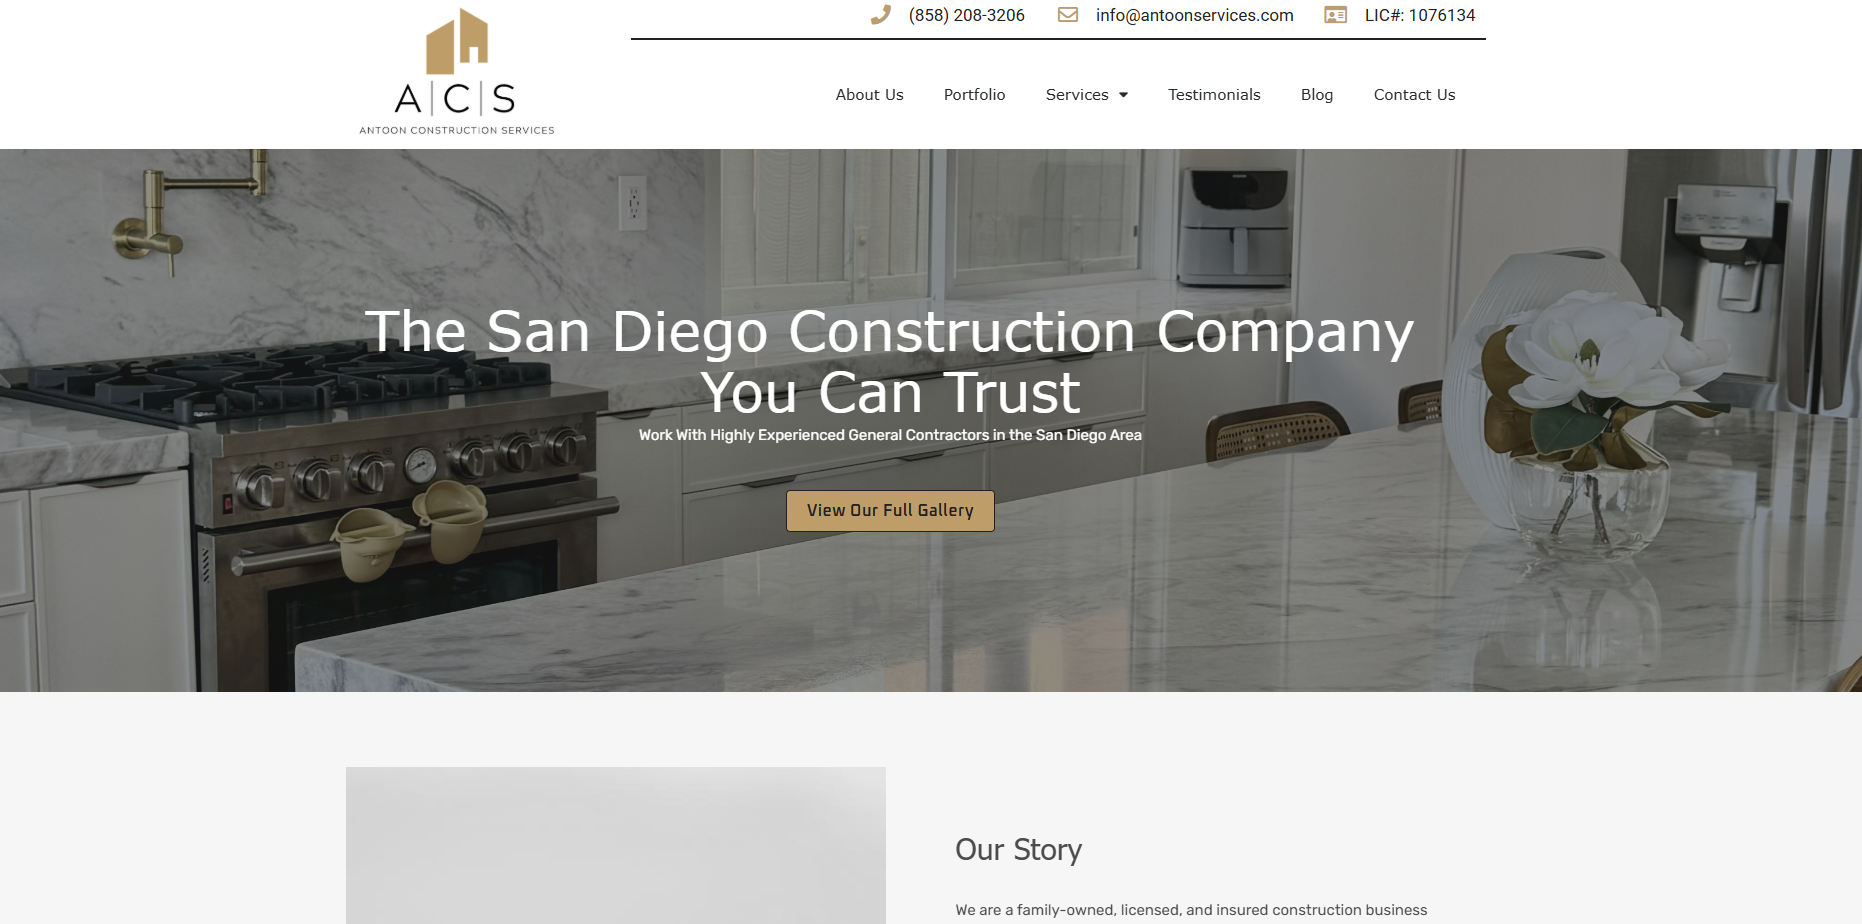 (858) 208-3206 info@antoonservices.com LIC#: 1076134
A|C|S
ANTOON CONSTRUCTION SERVICES
About Us Portfolio Services Testimonials Blog Contact Us
The San Diego Construction Company
You Can Trust
Work With Highly Experienced General Contractors in the San Diego Area
View Our Full Gallery
Our Story
We are a family-owned, licensed, and insured construction business